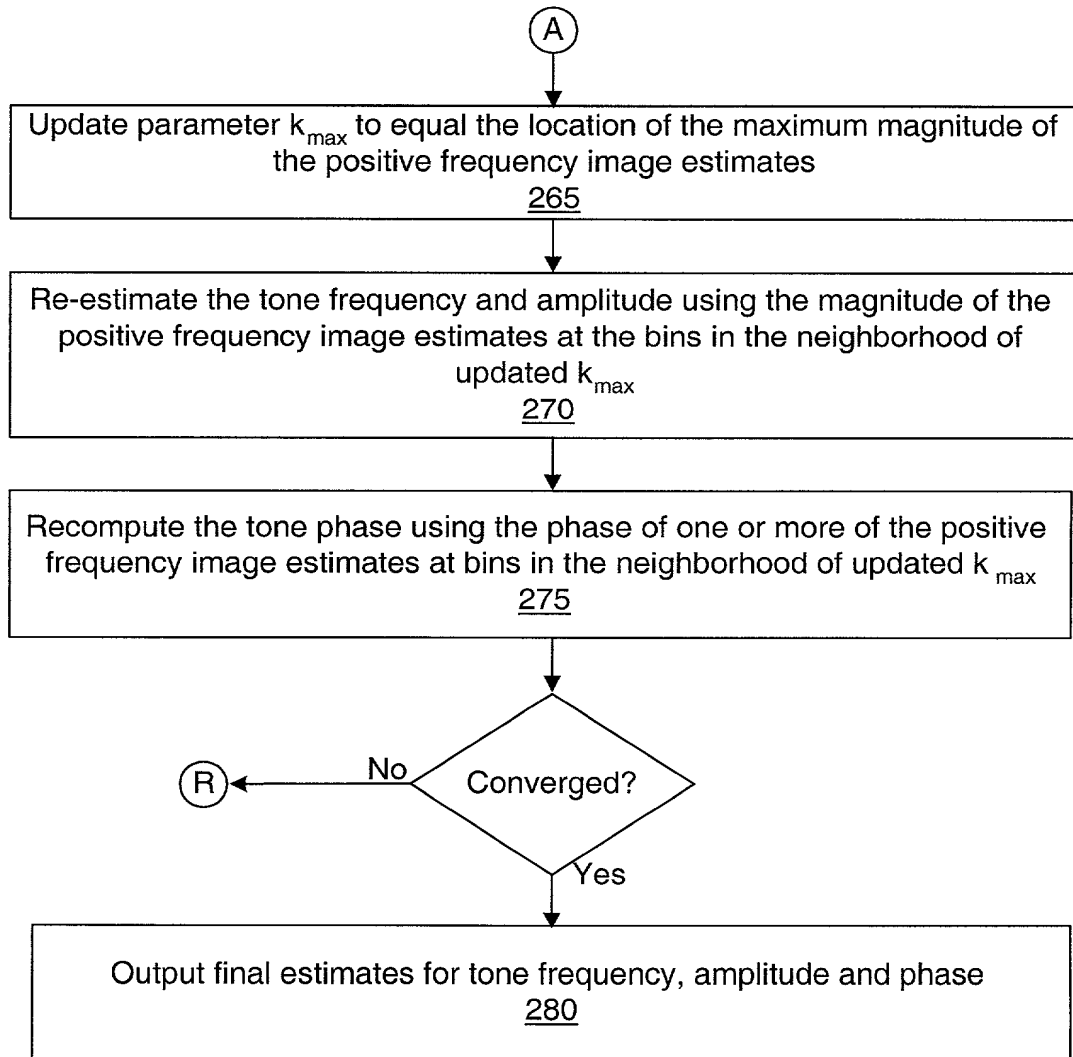 A
Update parameter kmax to equal the location of the maximum magnitude of
the positive frequency image estimates
265
Re-estimate the tone frequency and amplitude using the magnitude of the
positive frequency image estimates at the bins in the neighborhood of
updated kmax
270
Recompute the tone phase using the phase of one or more of the positive
frequency image estimates at bins in the neighborhood of updated k max
275
R
No
Converged?
Yes
Output final estimates for tone frequency, amplitude and phase
280